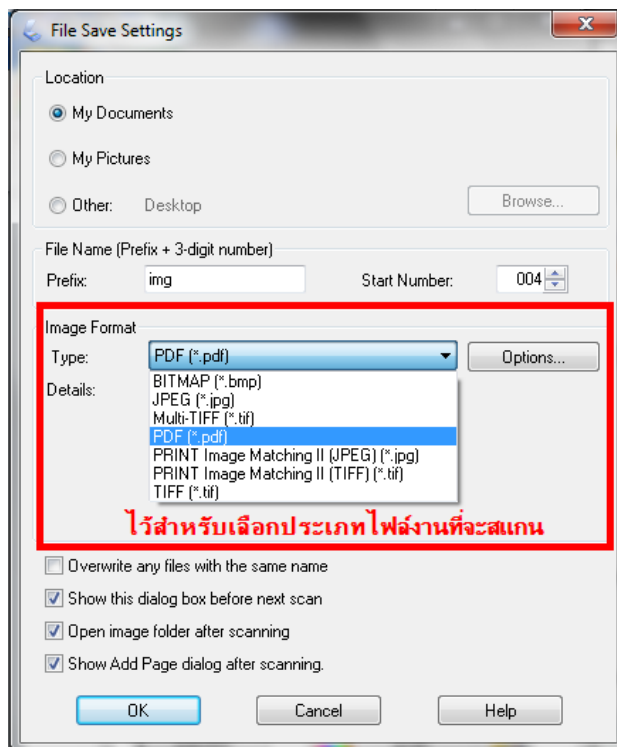 File Save Settings
Location
My Documents
My Pictures
Other: Desktop Browse...
File Name (Prefix + 3-digit number)
Prefix: img Start Number: 004
Image Format
Type: PDF (*.pdf) Options...
Details:
BITMAP (*.bmp)
JPEG (*.jpg)
Multi-TIFF (*.tif)
PDF (*.pdf)
PRINT Image Matching II (JPEG) (*.jpg)
PRINT Image Matching II (TIFF) (*.tif)
TIFF (*.tif)
ไว้สำหรับเลือกประเภทไฟล์งานที่จะสแกน
Overwrite any files with the same name
Show this dialog box before next scan
Open image folder after scanning
Show Add Page dialog after scanning.
OK Cancel Help